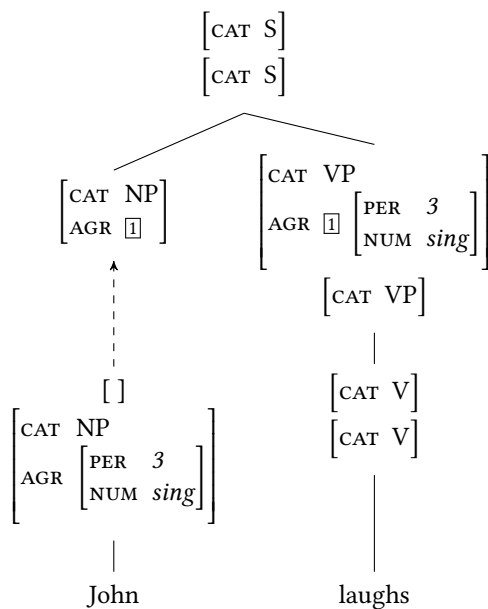 [CAT S]
[CAT S]
[CAT NP]
[AGR 1]
[CAT VP]
[AGR 1 [PER 3]
[NUM sing]]
[CAT VP]
[ ]
[CAT V]
[CAT NP]
[CAT V]
[AGR [PER 3]
[NUM sing]]
John laughs